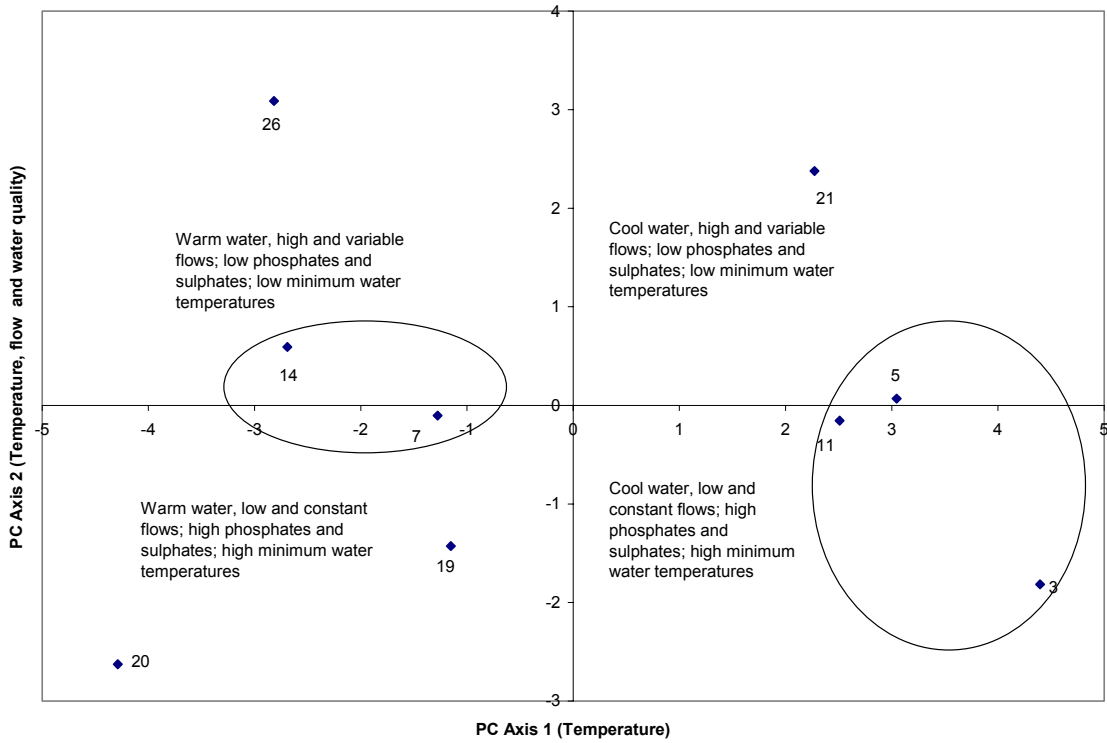 4
3
26
2
21
Warm water, high and variable
flows; low phosphates and
sulphates; low minimum water
temperatures
Cool water, high and variable
flows; low phosphates and
sulphates; low minimum water
temperatures
1
14
5
0
-5
-4
-3
-2
-1
0
1
2
3
4
5
7
11
-1
Warm water, low and constant
flows; high phosphates and
sulphates; high minimum water
temperatures
Cool water, low and
constant flows; high
phosphates and
sulphates; high minimum
water temperatures
19
-2
3
20
-3
PC Axis 2 (Temperature, flow and water quality)
PC Axis 1 (Temperature)